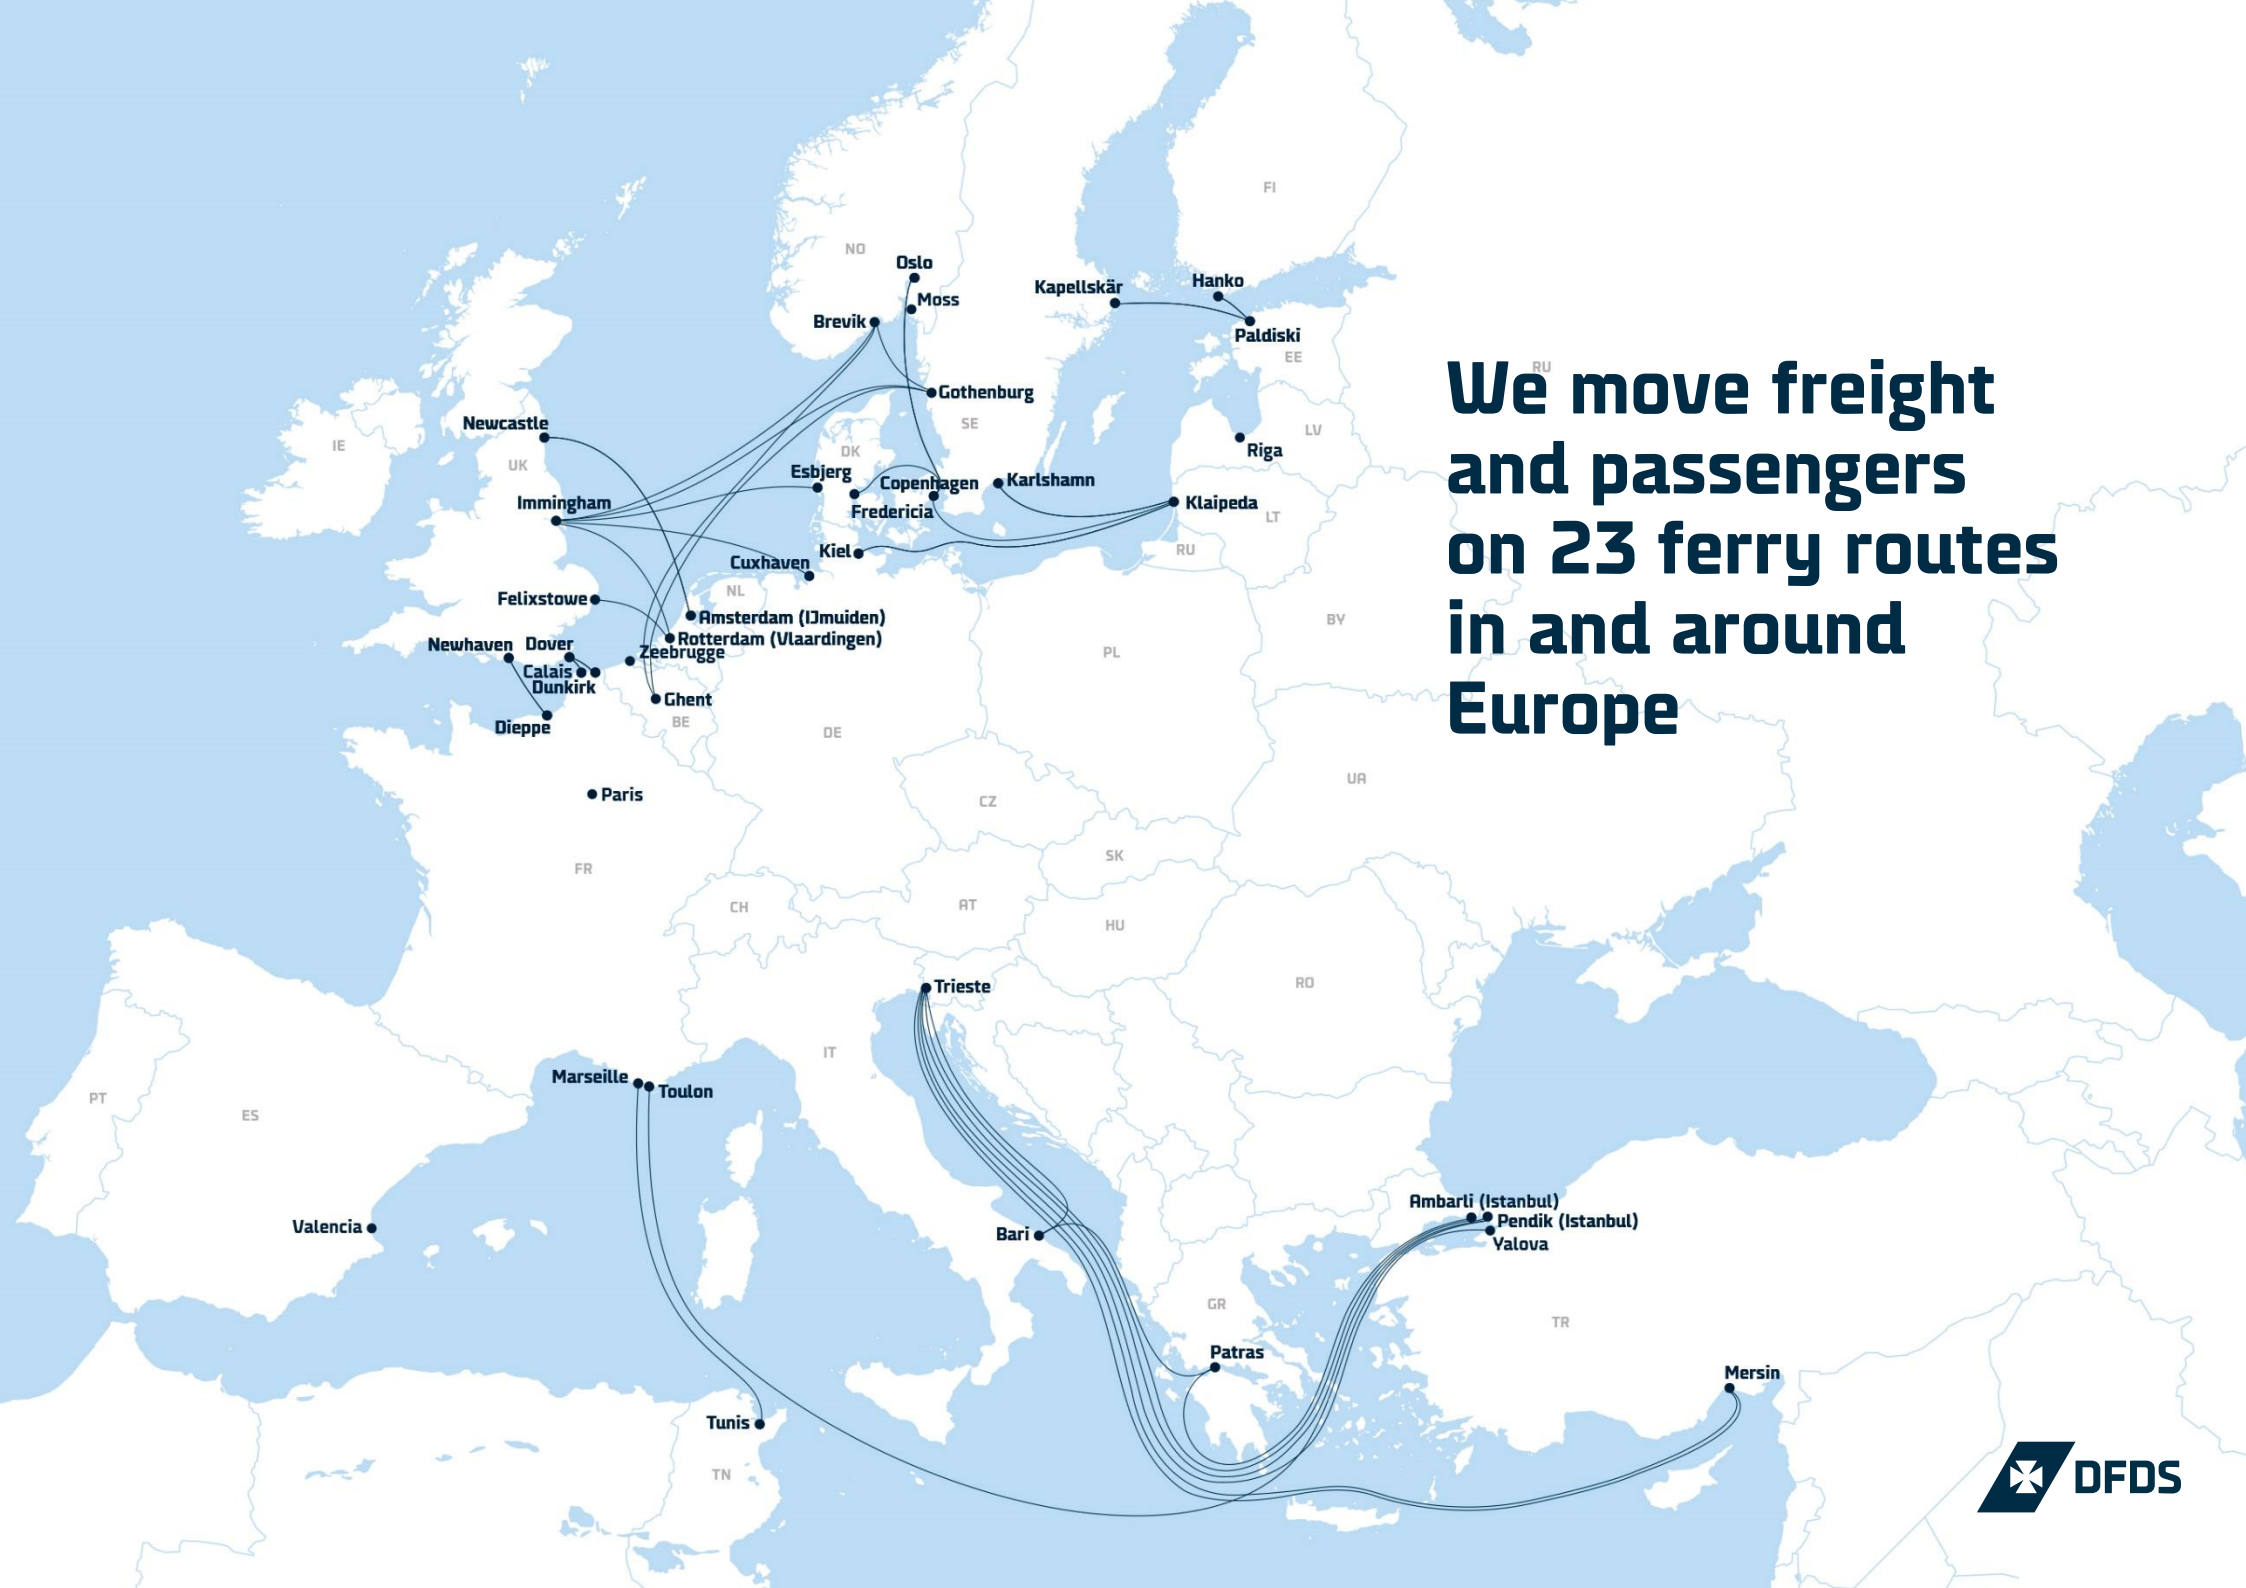 FI
NO
Oslo
Kapellskär
Hanko
Moss
Brevik
Paldiski
EE
RU
We move freight
and passengers
on 23 ferry routes
in and around
Europe
Gothenburg
Newcastle
SE
LV
IE
DK
Riga
UK
Esbjerg
Copenhagen
Karlshamn
Immingham
Fredericia
Klaipeda
LT
Kiel
RU
Cuxhaven
NL
Felixstowe
Amsterdam (IJmuiden)
BY
Rotterdam (Vlaardingen)
Newhaven
Dover
Zeebrugge
PL
Calais
Dunkirk
Ghent
BE
Dieppe
DE
UA
Paris
CZ
SK
FR
CH
AT
HU
RO
Trieste
IT
Marseille
Toulon
PT
ES
Ambarli (Istanbul)
Pendik (Istanbul)
Valencia
Bari
Yalova
GR
TR
Patras
Mersin
Tunis
TN
DFDS